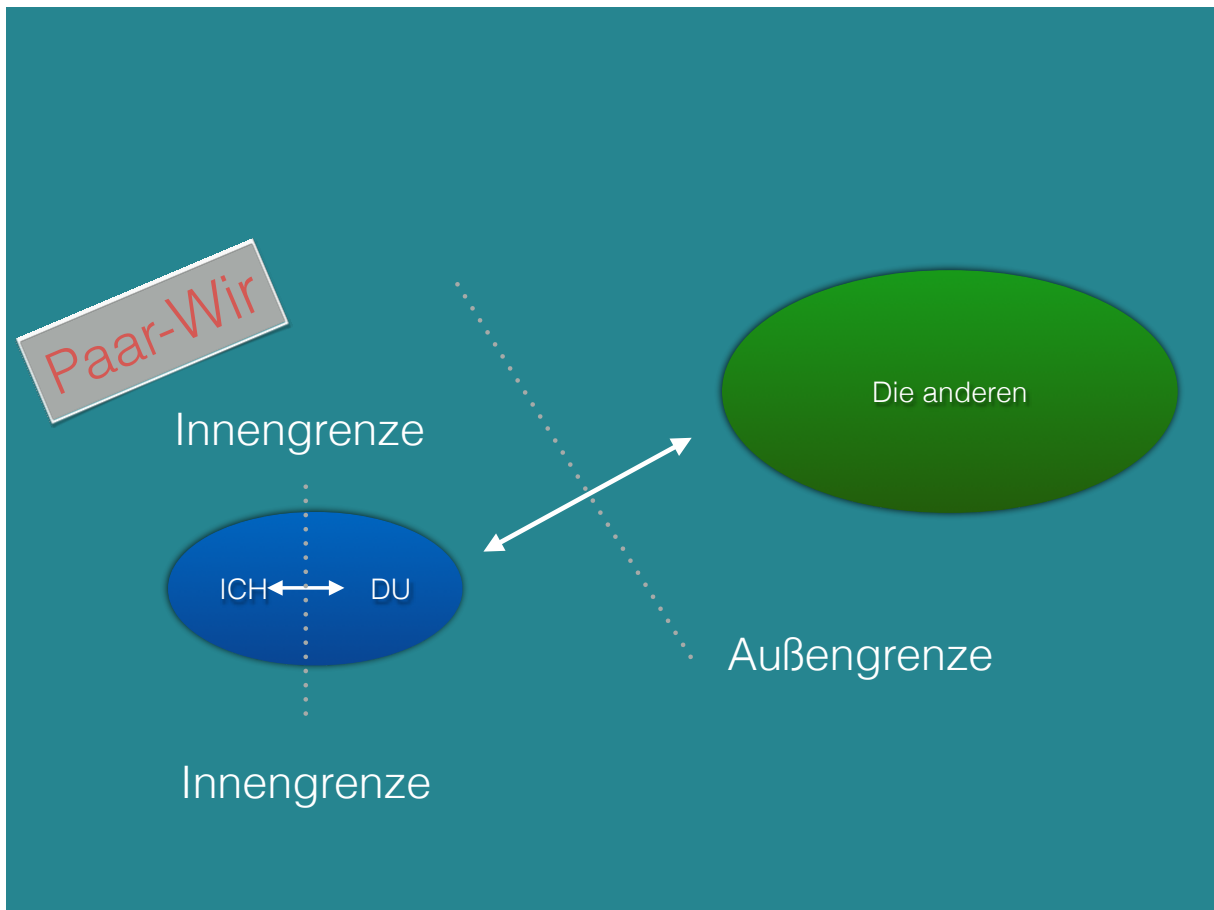 Paar-Wir
Die anderen
Innengrenze
ICH DU
Außengrenze
Innengrenze